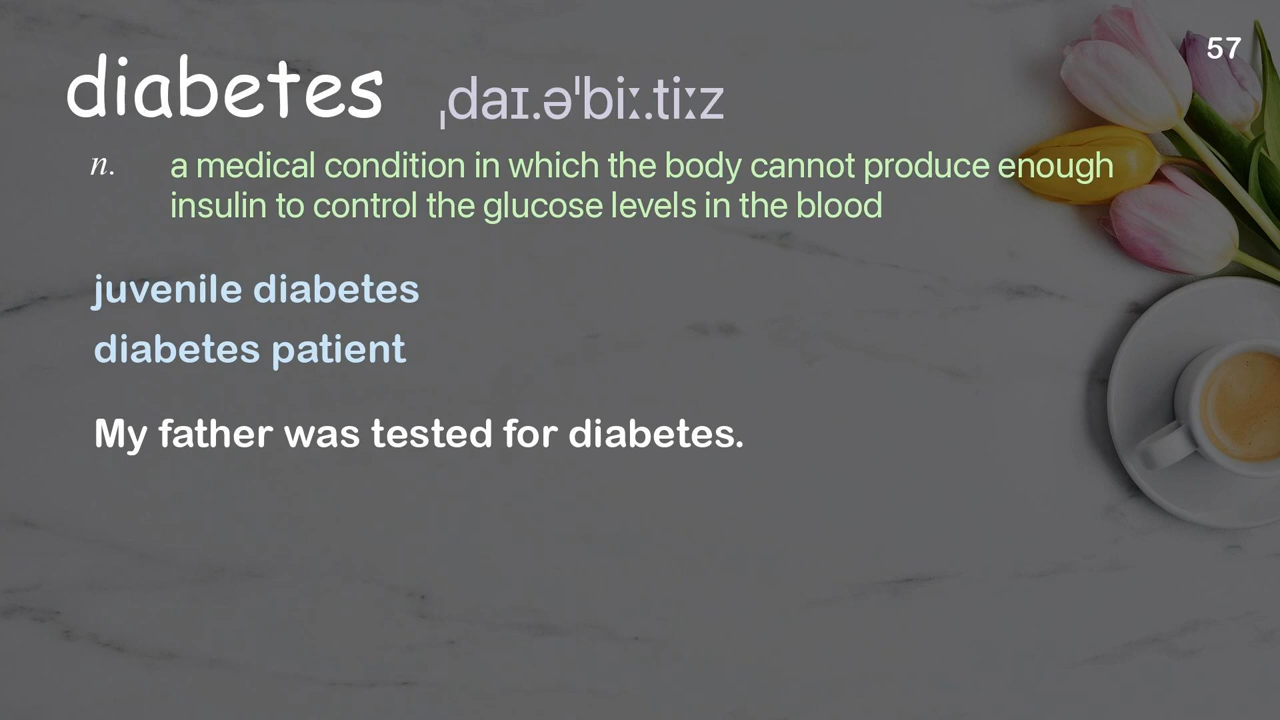 57
diabetes ˌdaɪ.əˈbiː.tiːz
n. a medical condition in which the body cannot produce enough
insulin to control the glucose levels in the blood
juvenile diabetes
diabetes patient
My father was tested for diabetes.